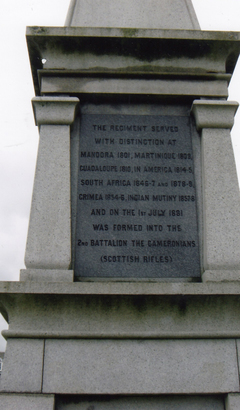 THE REGIMENT SERVED
WITH DISTINCTION AT
MANDORA 1801, MARTINIQUE 1809,
GUADALOUPE 1810, IN AMERICA 1814-5,
SOUTH AFRICA 1846-7 AND 1878-9,
CRIMEA 1854-6, INDIAN MUTINY 1857-8
AND ON THE 1ST JULY 1881
WAS FORMED INTO THE
2ND BATTALION THE CAMERONIANS
(SCOTTISH RIFLES)